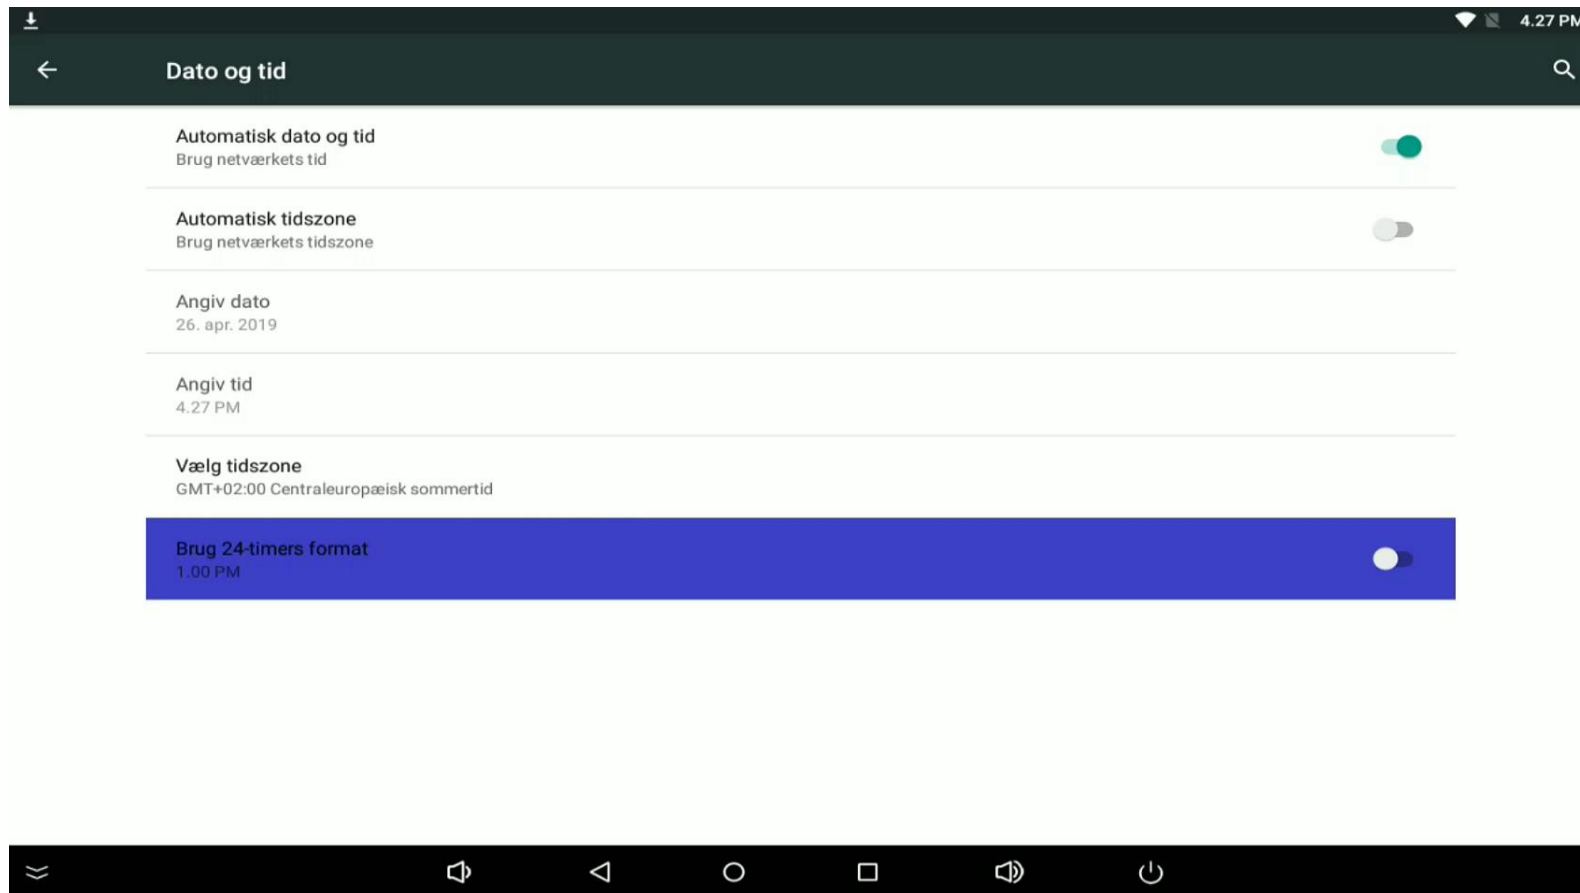 4.27 PM
Dato og tid
Automatisk dato og tid
Brug netværkets tid
Automatisk tidszone
Brug netværkets tidszone
Angiv dato
26. apr. 2019
Angiv tid
4.27 PM
Vælg tidszone
GMT+02:00 Centraleuropæisk sommertid
Brug 24-timers format
1.00 PM